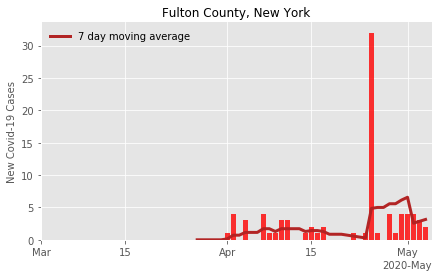 Fulton County, New York
7 day moving average
New Covid-19 Cases
30
25
20
15
10
5
0
Mar
15
Apr
15
May
2020-May